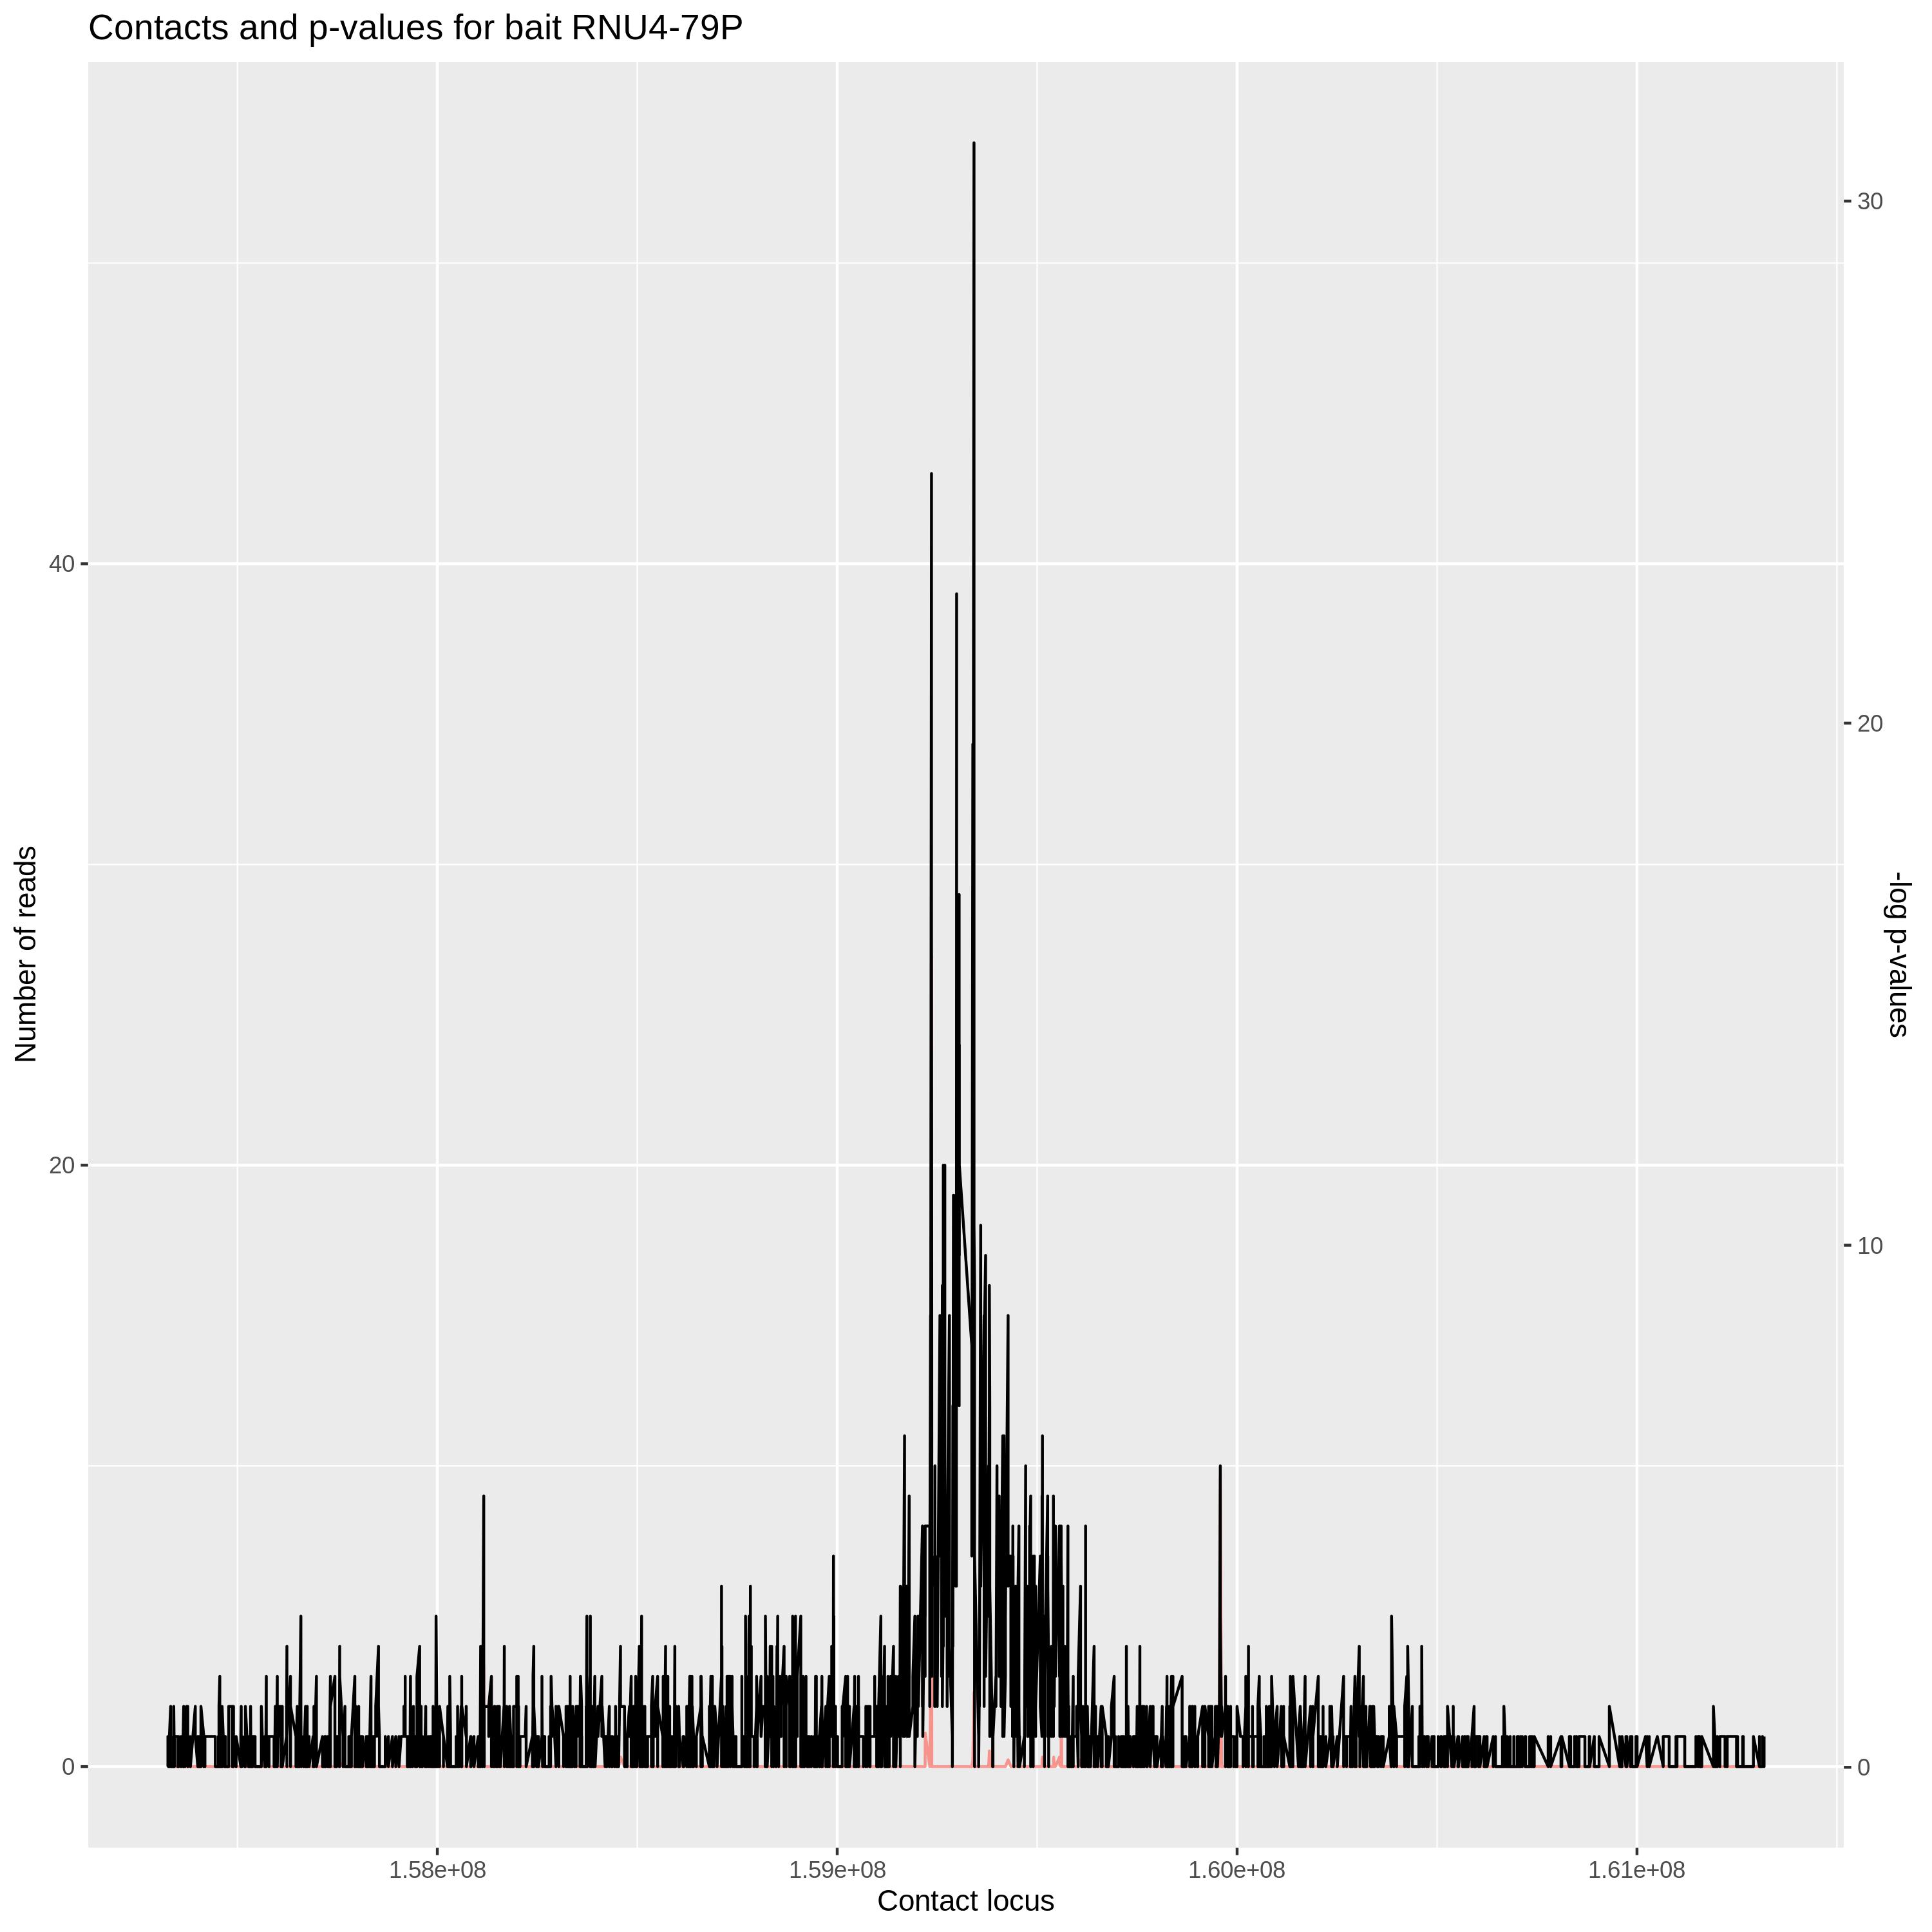 Contacts and p-values for bait RNU4-79P
Number of reads
40
20
0
30
20
10
0
-log p-values
1.58e+08
1.59e+08
1.60e+08
1.61e+08
Contact locus